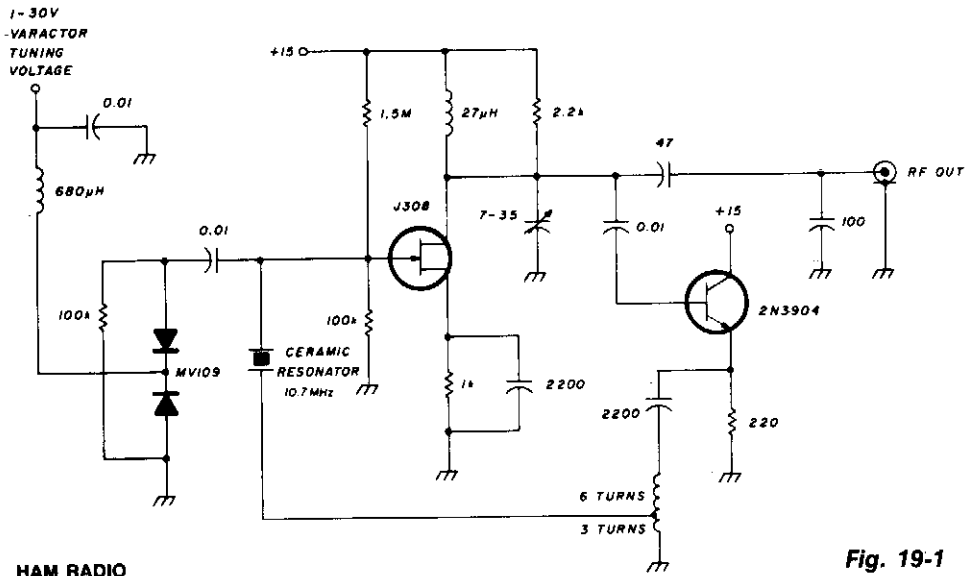 1-30V
VARACTOR
TUNING
VOLTAGE
0.01
680µH
+15
1.5M
27µH
2.2k
47
RF OUT
J308
7-35
0.01
+15
100
0.01
100k
MV109
100k
CERAMIC
RESONATOR
10.7MHz
1k
2200
2N3904
2200
220
6 TURNS
3 TURNS
HAM RADIO
Fig. 19-1